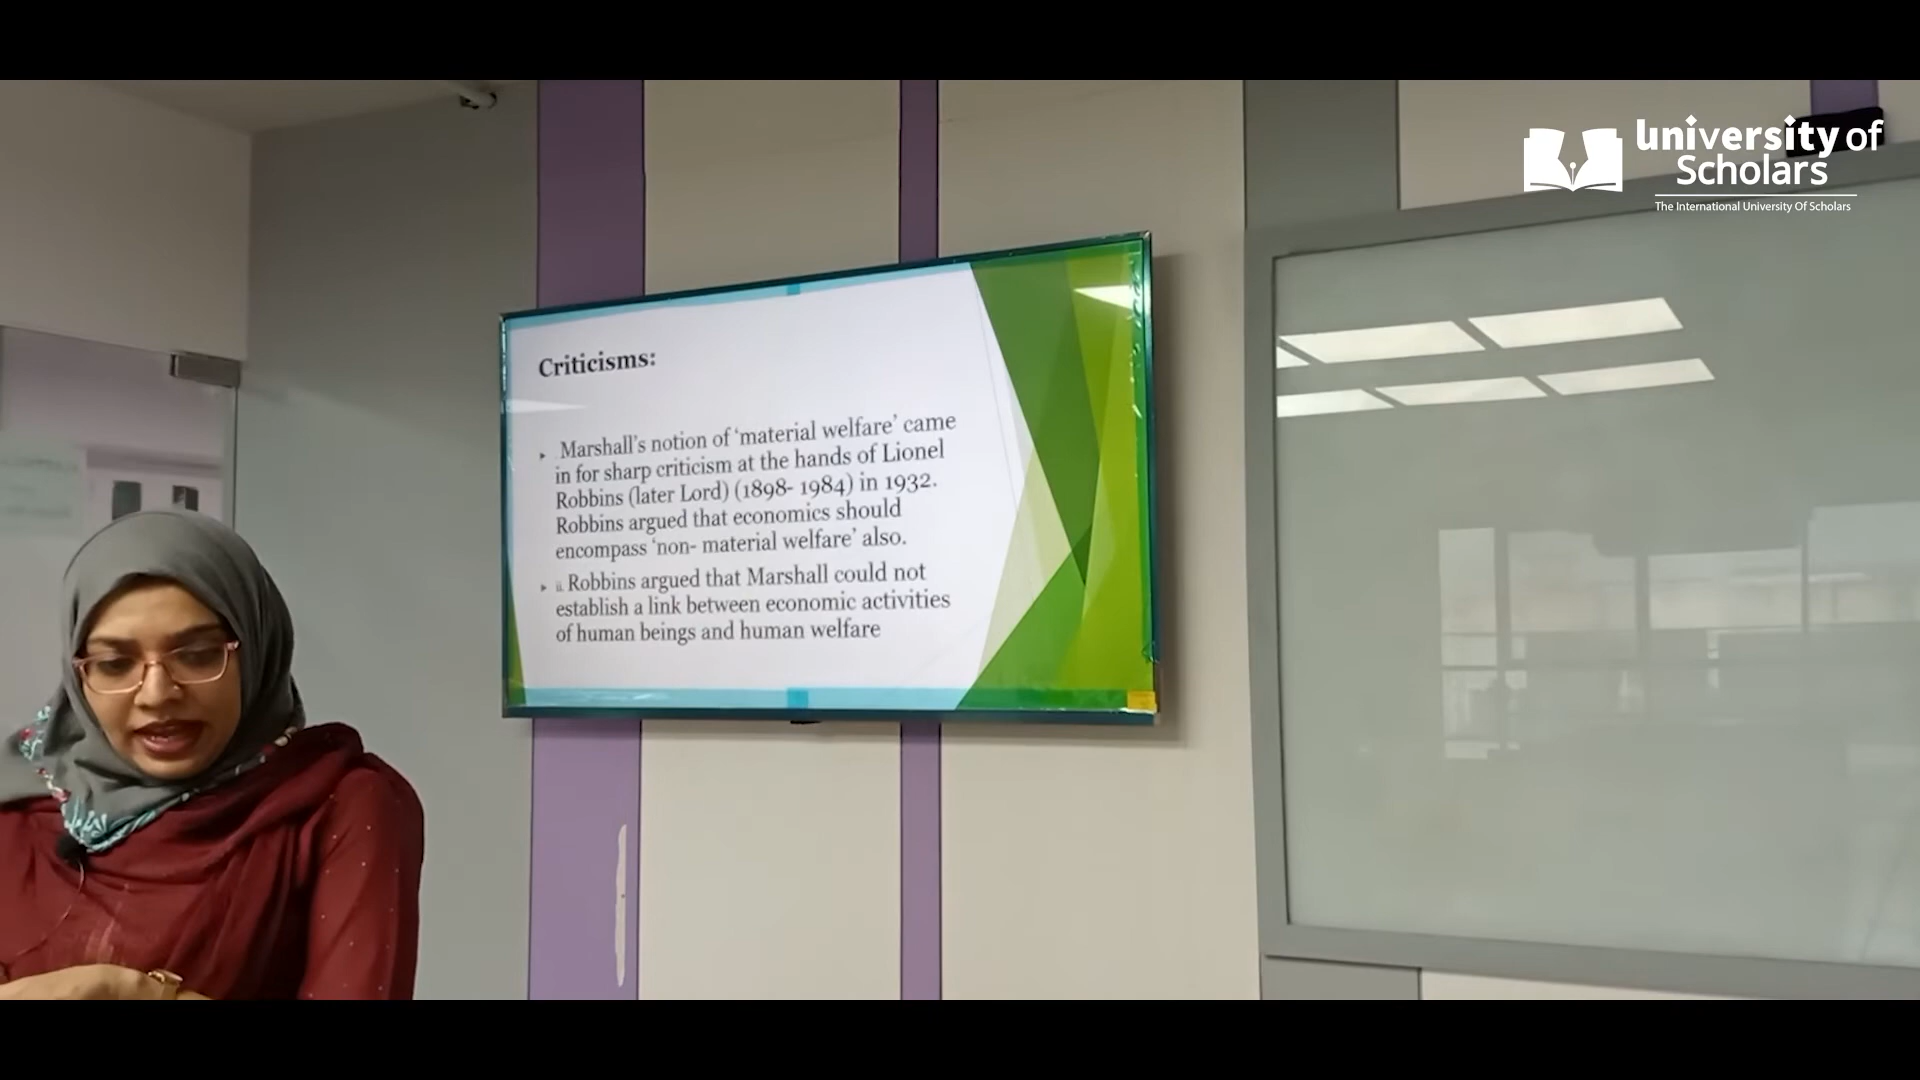 University of
Scholars
The International University Of Scholars
Criticisms:
Marshall's notion of 'material welfare' came
in for sharp criticism at the hands of Lionel
Robbins (later Lord) (1898- 1984) in 1932.
Robbins argued that economics should
encompass 'non- material welfare' also.
ii. Robbins argued that Marshall could not
establish a link between economic activities
of human beings and human welfare